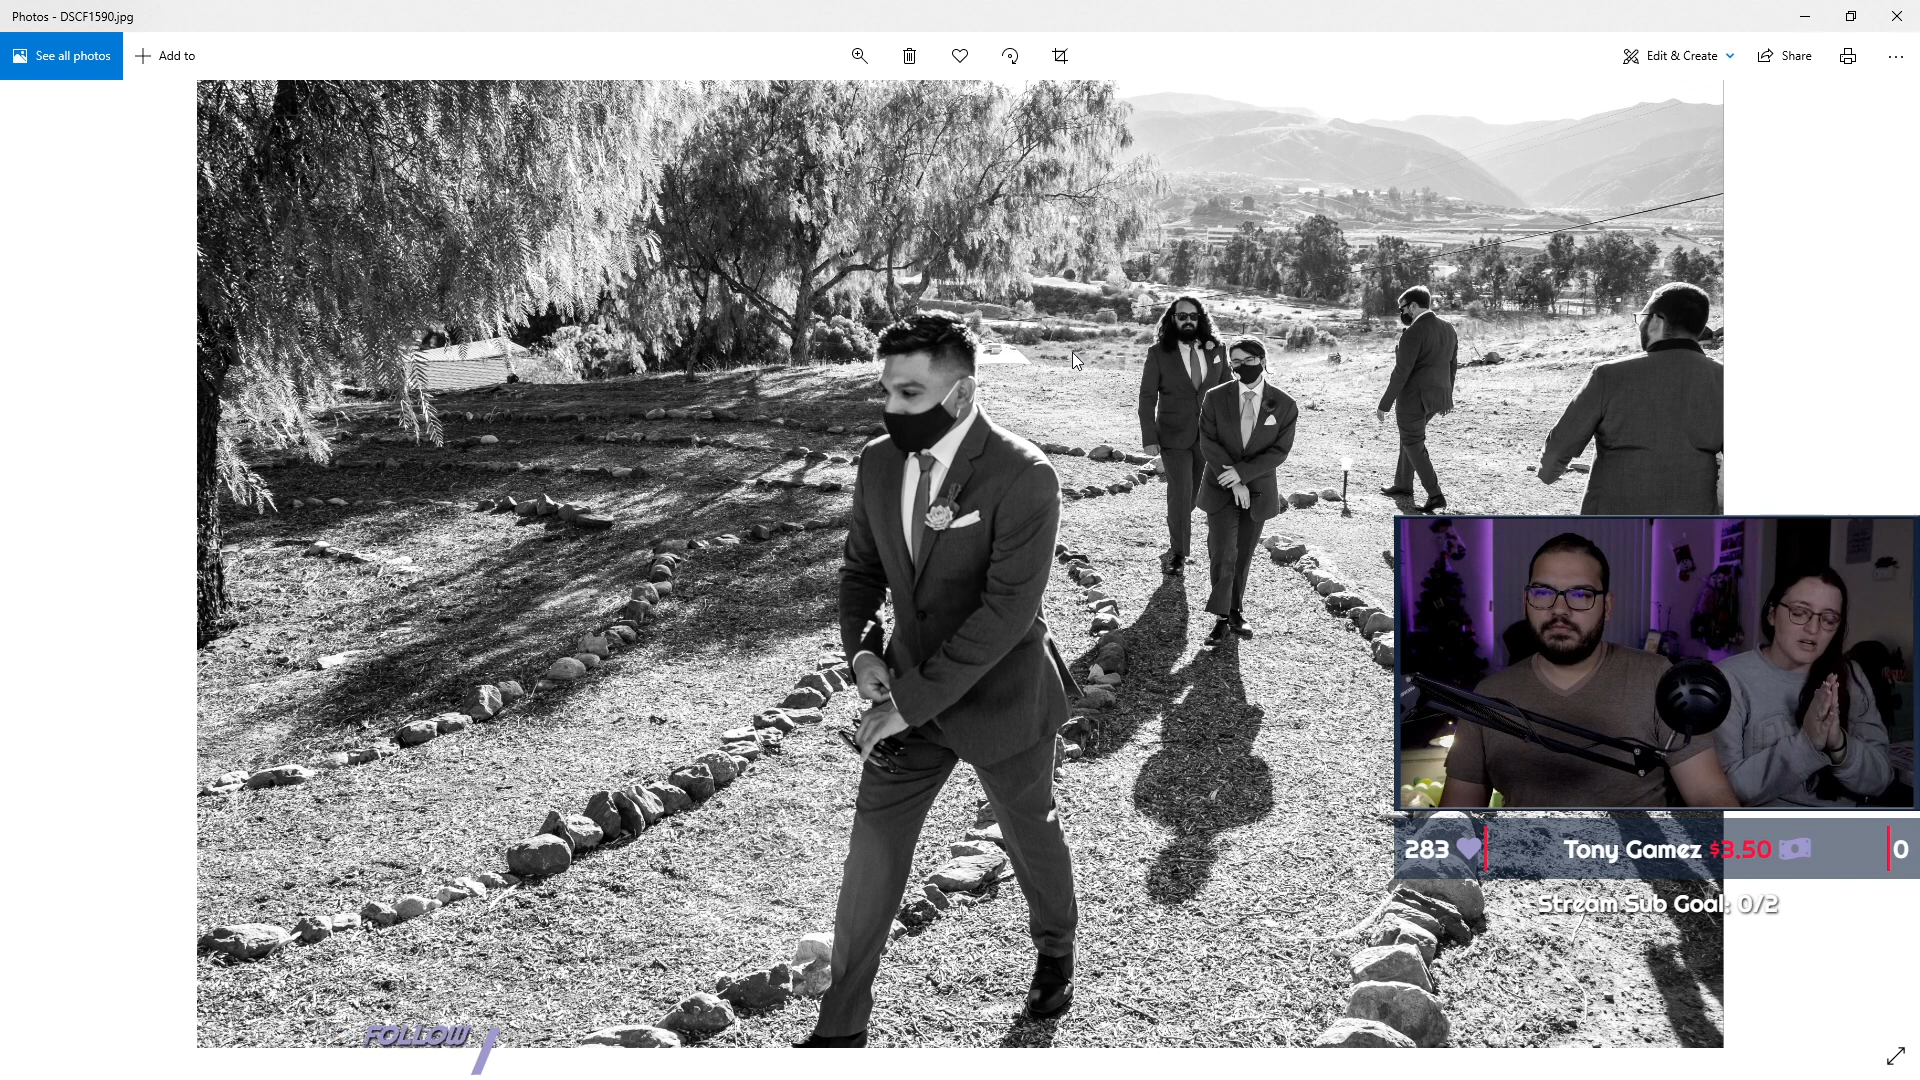 Photos - DSCF1590.jpg
See all photos
Add to
Edit & Create
Share
283
Tony Gamez $3.50
0
Stream Sub Goal: 0/2
FOLLOW /